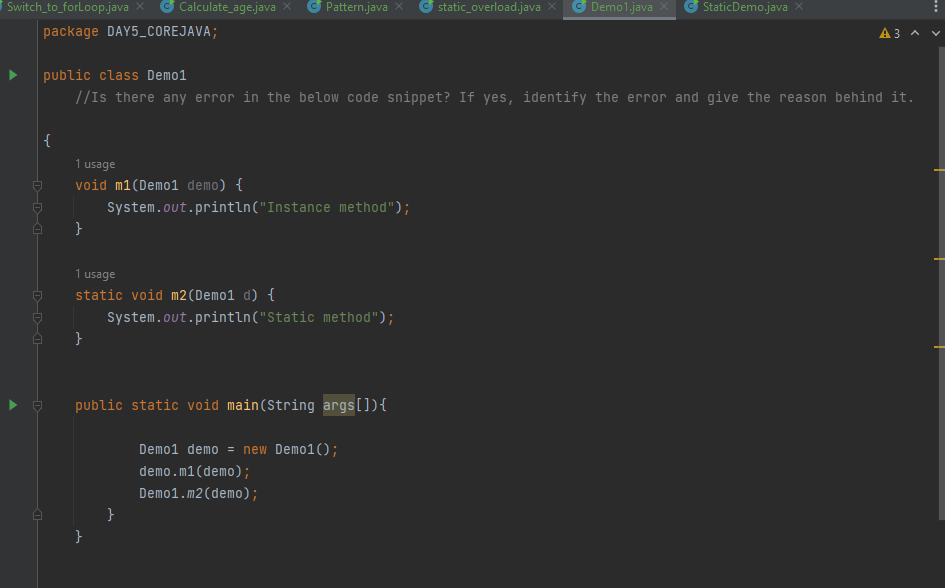 Switch_to_forLoop.java Calculate_age.java Pattern.java static_overload.java Demo1.java StaticDemo.java
package DAY5_COREJAVA;
3
public class Demo1
//Is there any error in the below code snippet? If yes, identify the error and give the reason behind it.
{
1 usage
void m1(Demo1 demo) {
System.out.println("Instance method");
}
1 usage
static void m2(Demo1 d) {
System.out.println("Static method");
}
public static void main(String args[]){
Demo1 demo = new Demo1();
demo.m1(demo);
Demo1.m2(demo);
}
}